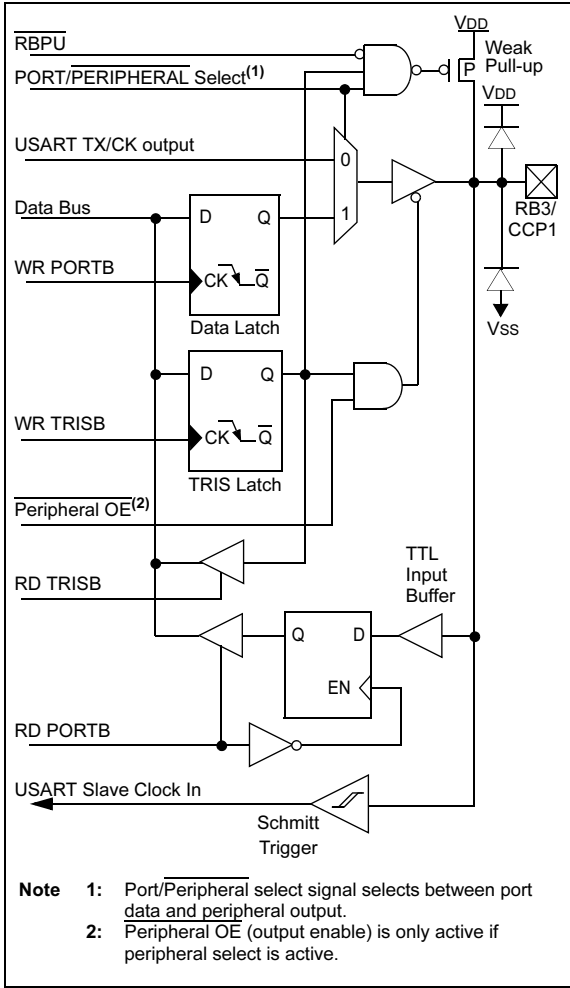 VDD
RBPU
Weak
Pull-up
P
PORT/PERIPHERAL Select(1)
VDD
USART TX/CK output
0
Data Bus
D Q
1
RB3/
CCP1
WR PORTB
CK Q
Data Latch
VSS
D Q
WR TRISB
CK Q
TRIS Latch
Peripheral OE(2)
TTL
Input
Buffer
RD TRISB
Q D
EN
RD PORTB
USART Slave Clock In
Schmitt
Trigger
Note 1: Port/Peripheral select signal selects between port
data and peripheral output.
2: Peripheral OE (output enable) is only active if
peripheral select is active.